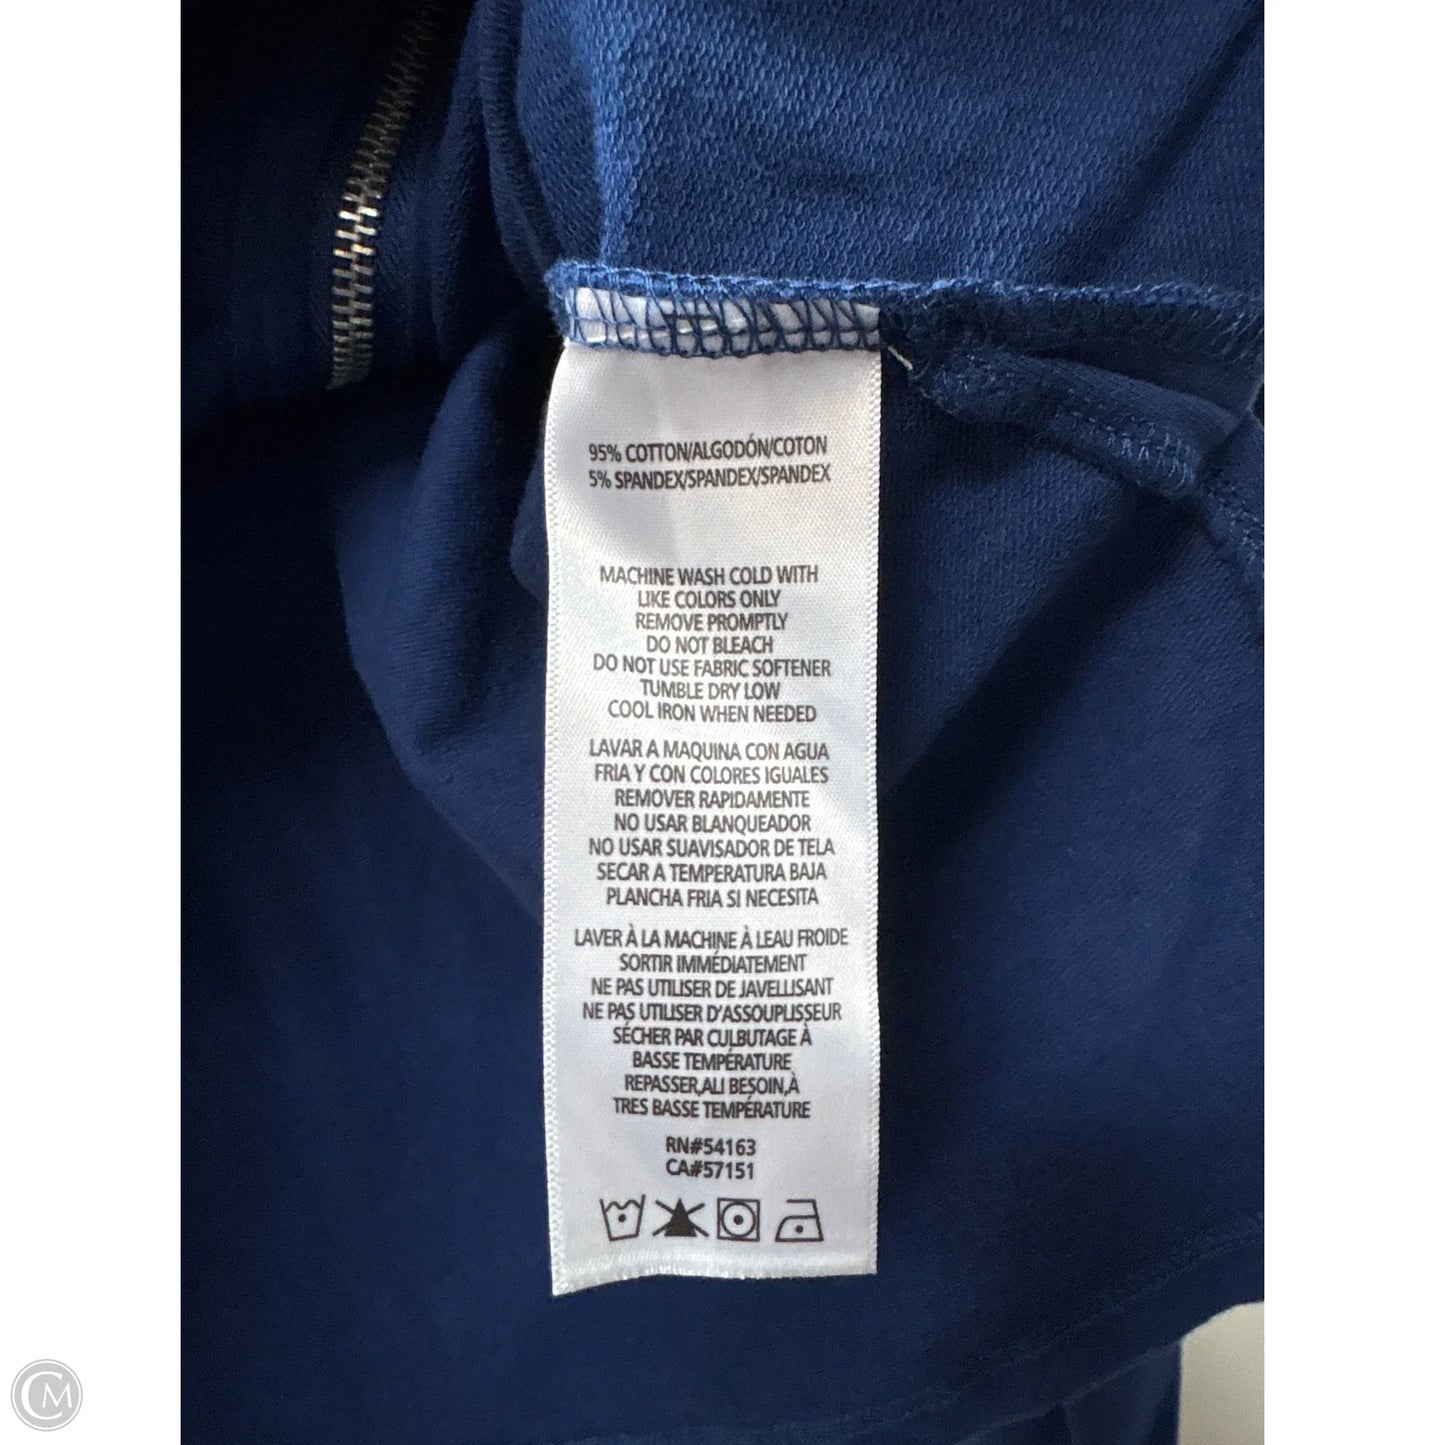 95% COTTON/ALGODÓN/COTON
5% SPANDEX/SPANDEX/SPANDEX
MACHINE WASH COLD WITH
LIKE COLORS ONLY
REMOVE PROMPTLY
DO NOT BLEACH
DO NOT USE FABRIC SOFTENER
TUMBLE DRY LOW
COOL IRON WHEN NEEDED
LAVAR A MAQUINA CON AGUA
FRIA Y CON COLORES IGUALES
REMOVER RAPIDAMENTE
NO USAR BLANQUEADOR
NO USAR SUAVISADOR DE TELA
SECAR A TEMPERATURA BAJA
PLANCHA FRIA SI NECESITA
LAVER À LA MACHINE À LEAU FROIDE
SORTIR IMMÉDIATEMENT
NE PAS UTILISER DE JAVELLISANT
NE PAS UTILISER D'ASSOUPLISSEUR
SÉCHER PAR CULBUTAGE À
BASSE TEMPÉRATURE
REPASSER,ALI BESOIN,À
TRES BASSE TEMPÉRATURE
RN#54163
CA#57151
CM